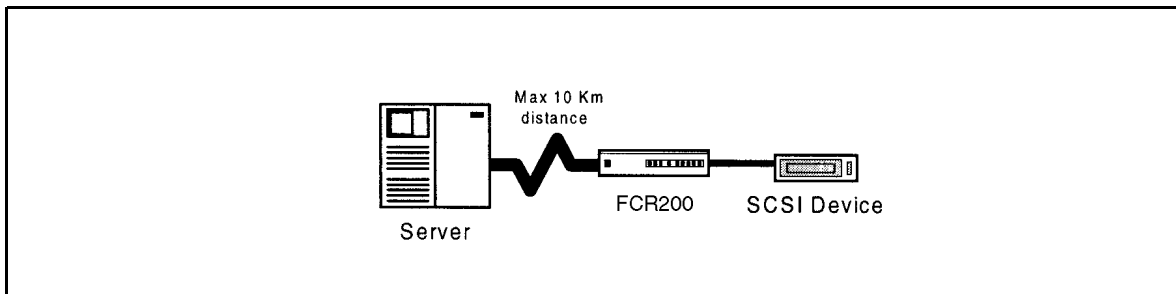 Max 10 Km
distance
FCR200
SCSI Device
Server